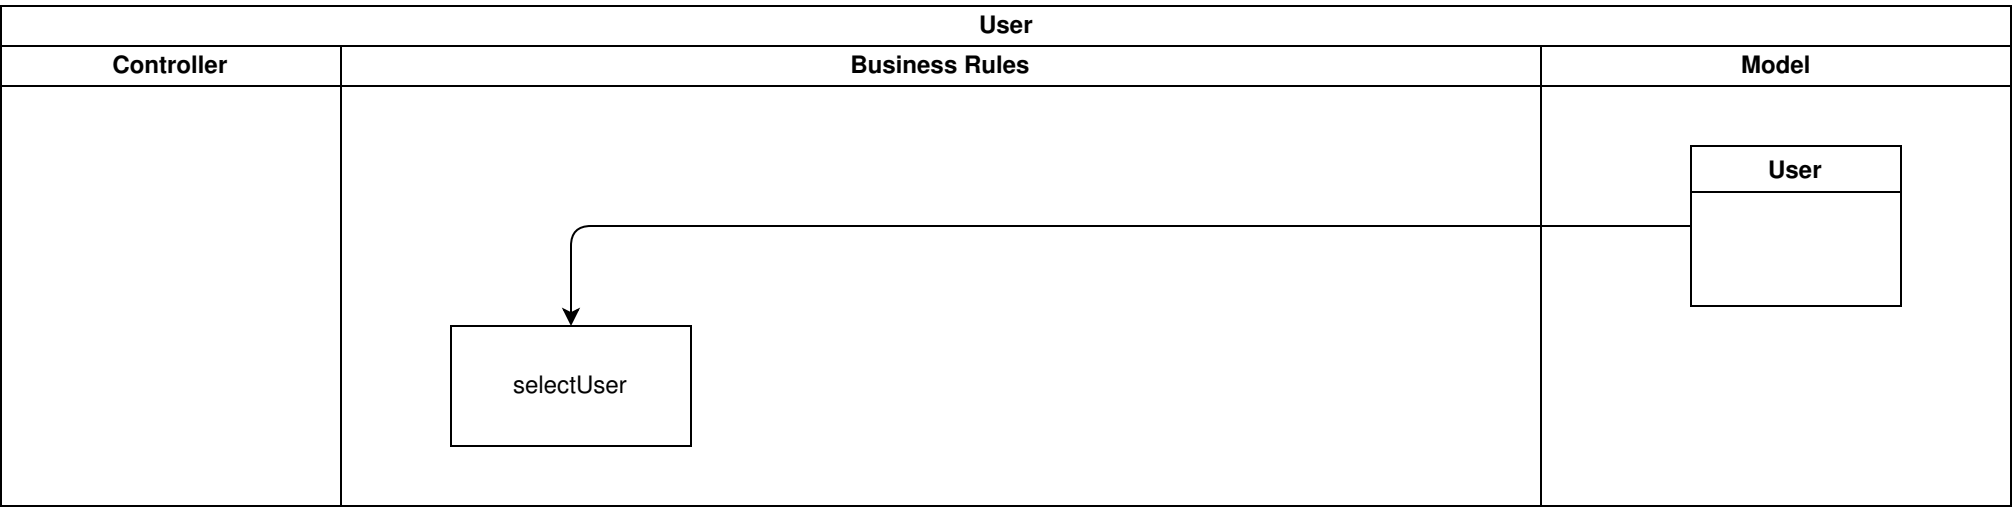 User
Controller
Business Rules
Model
User
selectUser